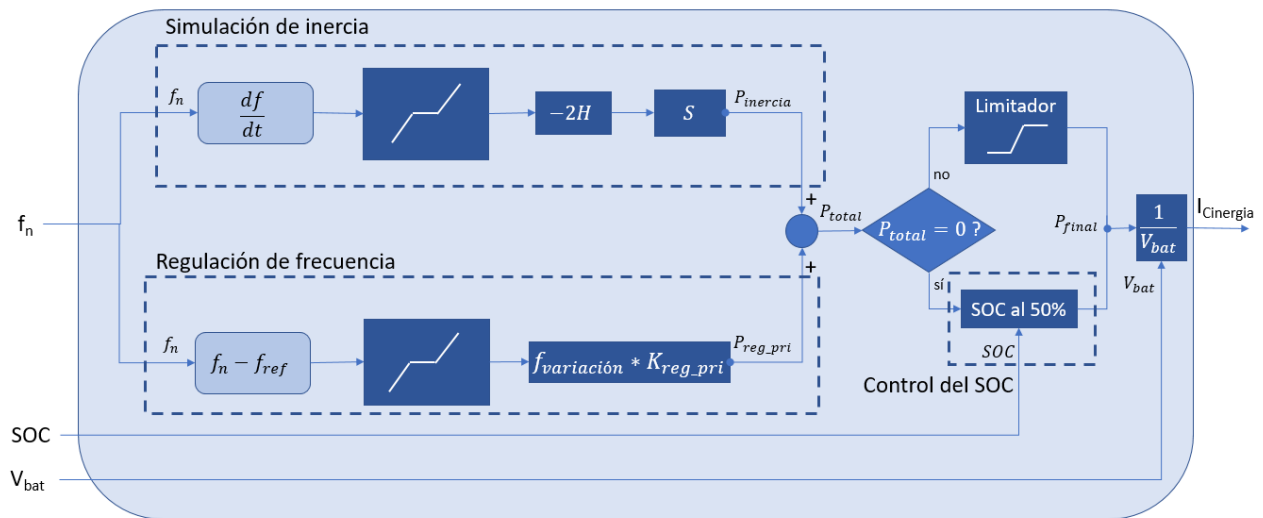 Simulación de inercia
f_n
df
dt
−2H
S
P_inercia
+
Limitador
no
P_total
P_total = 0 ?
sí
P_final
1
V_bat
I_Cinergia
V_bat
f_n
Regulación de frecuencia
+
f_n
f_n − f_ref
f_variación * K_reg_pri
P_reg_pri
SOC al 50%
SOC
Control del SOC
SOC
V_bat